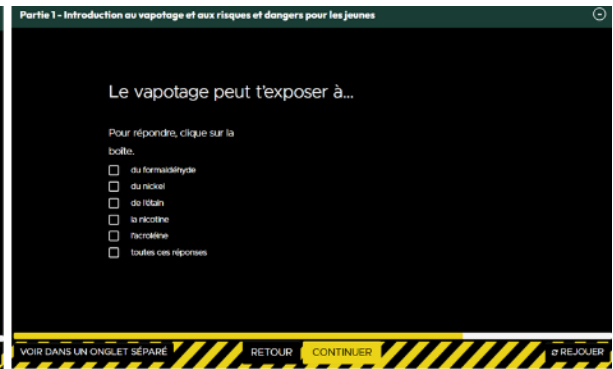 Partie 1 - Introduction au vapotage et aux risques et dangers pour les jeunes
Le vapotage peut t'exposer à...
Pour répondre, clique sur la
boîte.
du formaldéhyde
du nickel
de l'étain
la nicotine
l'acroléine
toutes ces réponses
VOIR DANS UN ONGLET SÉPARÉ RETOUR CONTINUER REJOUER